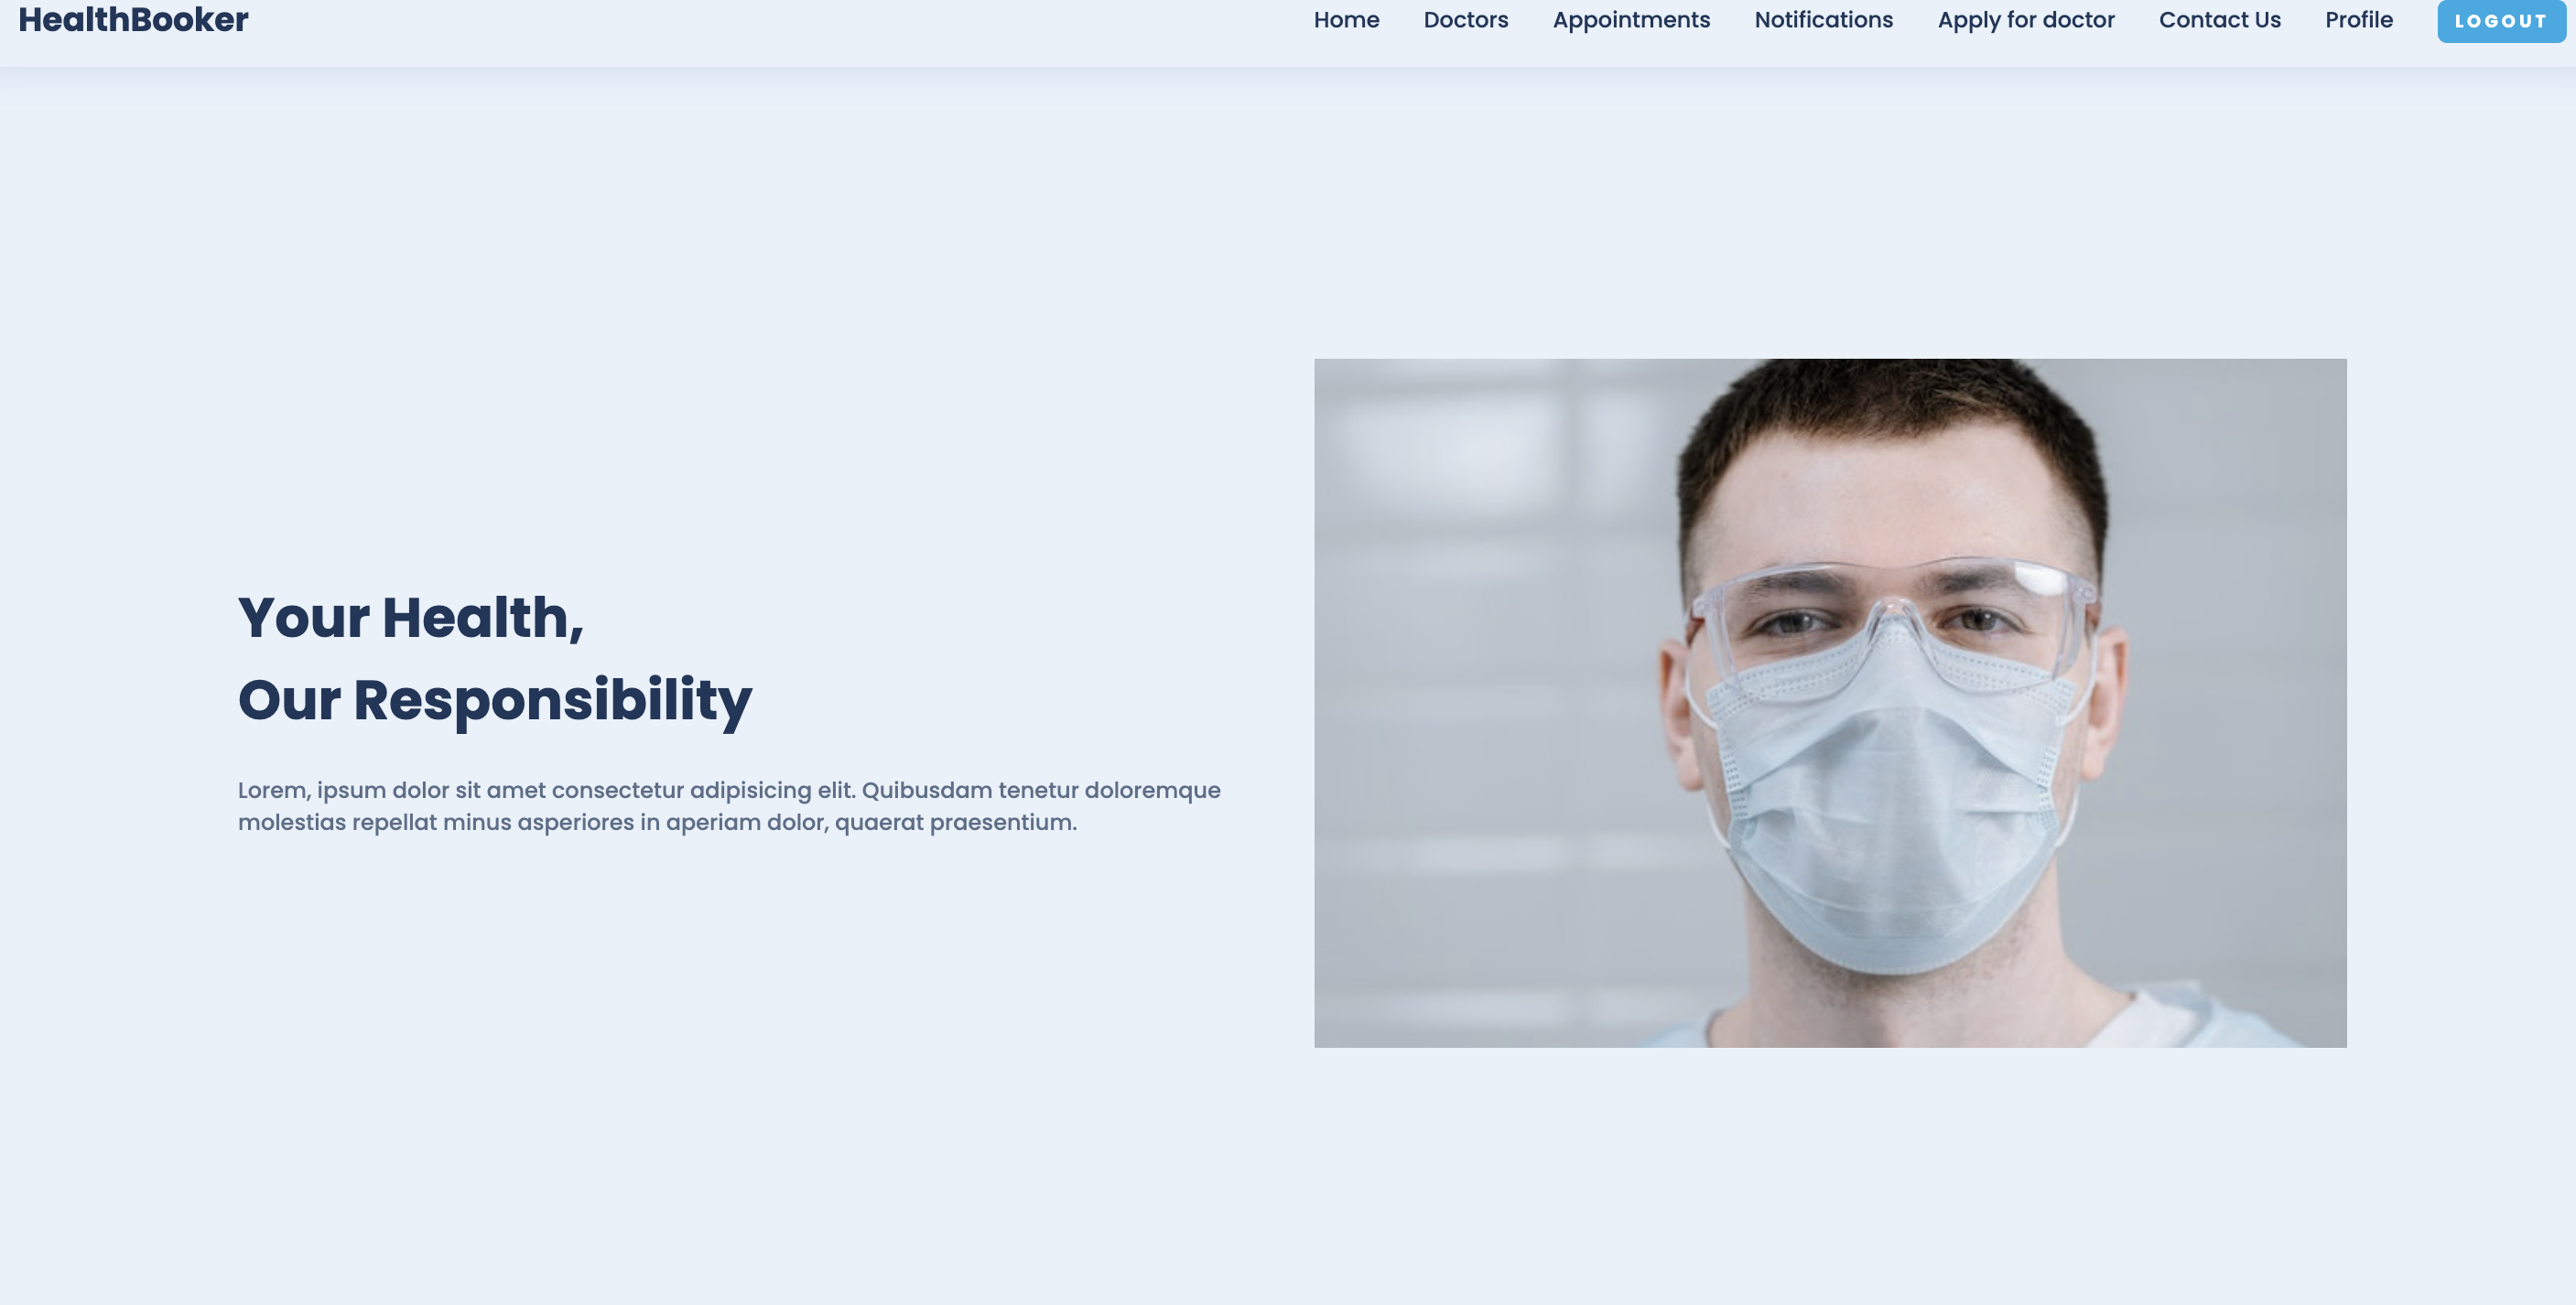 HealthBooker
Home Doctors Appointments Notifications Apply for doctor Contact Us Profile LOGOUT
Your Health,
Our Responsibility
Lorem, ipsum dolor sit amet consectetur adipisicing elit. Quibusdam tenetur doloremque
molestias repellat minus asperiores in aperiam dolor, quaerat praesentium.